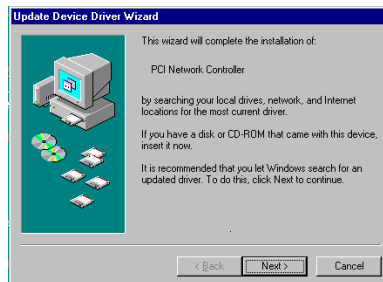 Update Device Driver Wizard
This wizard will complete the installation of:
PCI Network Controller
by searching your local drives, network, and Internet
locations for the most current driver.
If you have a disk or CD-ROM that came with this device,
insert it now.
It is recommended that you let Windows search for an
updated driver. To do this, click Next to continue.
< Back Next > Cancel